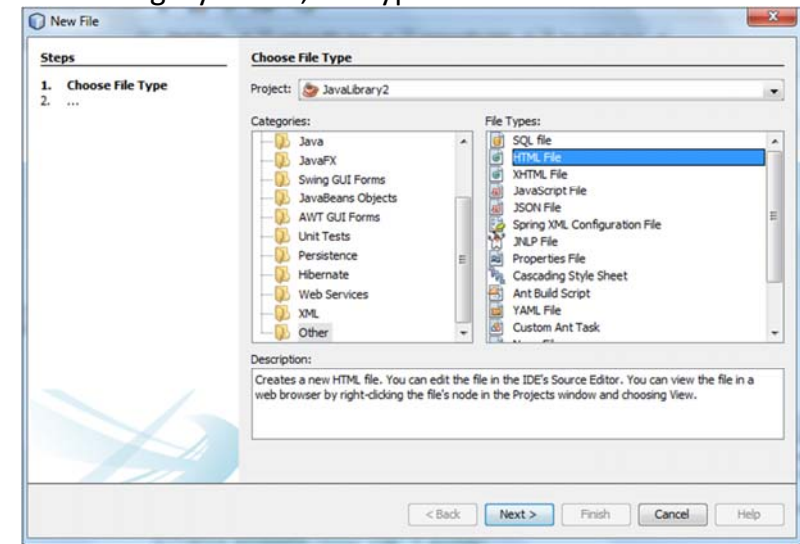 New File
Steps
1. Choose File Type
2. ...
Choose File Type
Project: JavaLibrary2
Categories:
Java
JavaFX
Swing GUI Forms
JavaBeans Objects
AWT GUI Forms
Unit Tests
Persistence
Hibernate
Web Services
XML
Other
File Types:
SQL file
HTML File
XHTML File
JavaScript File
JSON File
Spring XML Configuration File
JNLP File
Properties File
Cascading Style Sheet
Ant Build Script
YAML File
Custom Ant Task
Description:
Creates a new HTML file. You can edit the file in the IDE's Source Editor. You can view the file in a
web browser by right-clicking the file's node in the Projects window and choosing View.
< Back
Next >
Finish
Cancel
Help